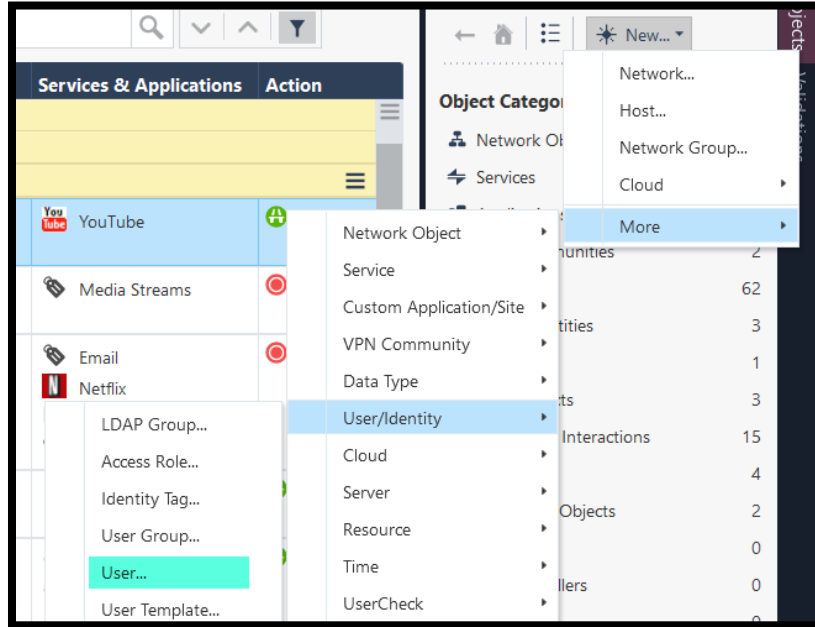 New...
Services & Applications Action
YouTube
Media Streams
Email
Netflix
Object Catego
Network Ob
Services
Network...
Host...
Network Group...
Cloud
More
nunities 2
62
tities 3
1
ts 3
Interactions 15
4
Objects 2
0
llers 0
Network Object
Service
Custom Application/Site
VPN Community
Data Type
User/Identity
Cloud
Server
Resource
Time
UserCheck
LDAP Group...
Access Role...
Identity Tag...
User Group...
User...
User Template...
jects
Validations